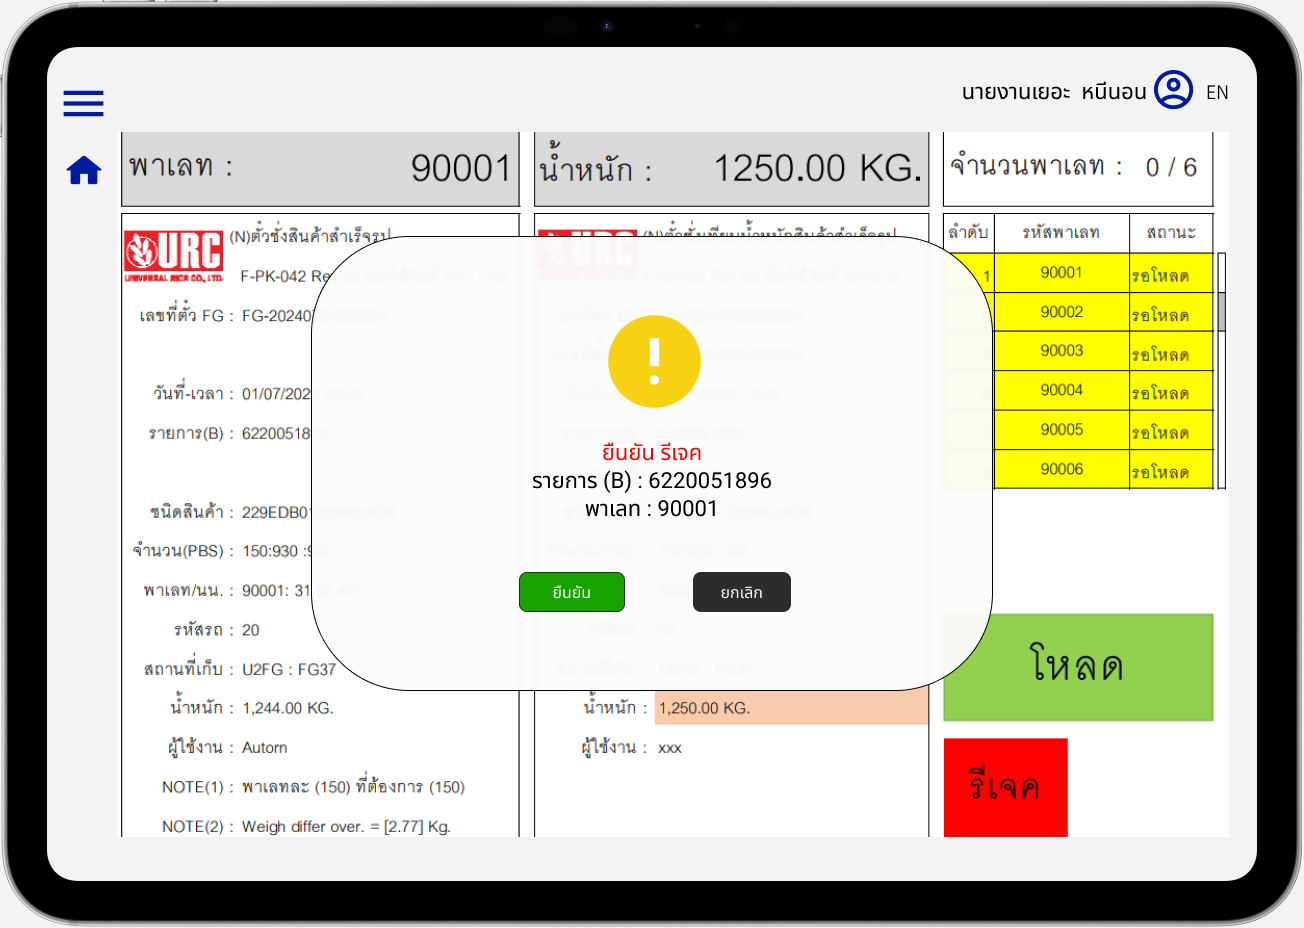 นายงานเยอะ หนีนอน EN
พาเลท : 90001
น้ำหนัก : 1250.00 KG.
จำนวนพาเลท : 0 / 6
URC
UNIVERSAL RICE CO., LTD.
(N)ตั๋วชั่งสินค้าสำเร็จรูป
F-PK-042
เลขที่ตั๋ว FG : FG-20240
วันที่-เวลา : 01/07/202
รายการ(B) : 62200518
ชนิดสินค้า : 229EDB01
จำนวน(PBS) : 150:930 :
พาเลท/นน. : 90001: 31
รหัสรถ : 20
สถานที่เก็บ : U2FG : FG37
น้ำหนัก : 1,244.00 KG.
ผู้ใช้งาน : Autorn
NOTE(1) : พาเลทละ (150) ที่ต้องการ (150)
NOTE(2) : Weigh differ over. = [2.77] Kg.
น้ำหนัก : 1,250.00 KG.
ผู้ใช้งาน : xxx
ลำดับ รหัสพาเลท สถานะ
1 90001 รอโหลด
90002 รอโหลด
90003 รอโหลด
90004 รอโหลด
90005 รอโหลด
90006 รอโหลด
ยืนยัน รีเจค
รายการ (B) : 6220051896
พาเลท : 90001
ยืนยัน
ยกเลิก
โหลด
รีเจค